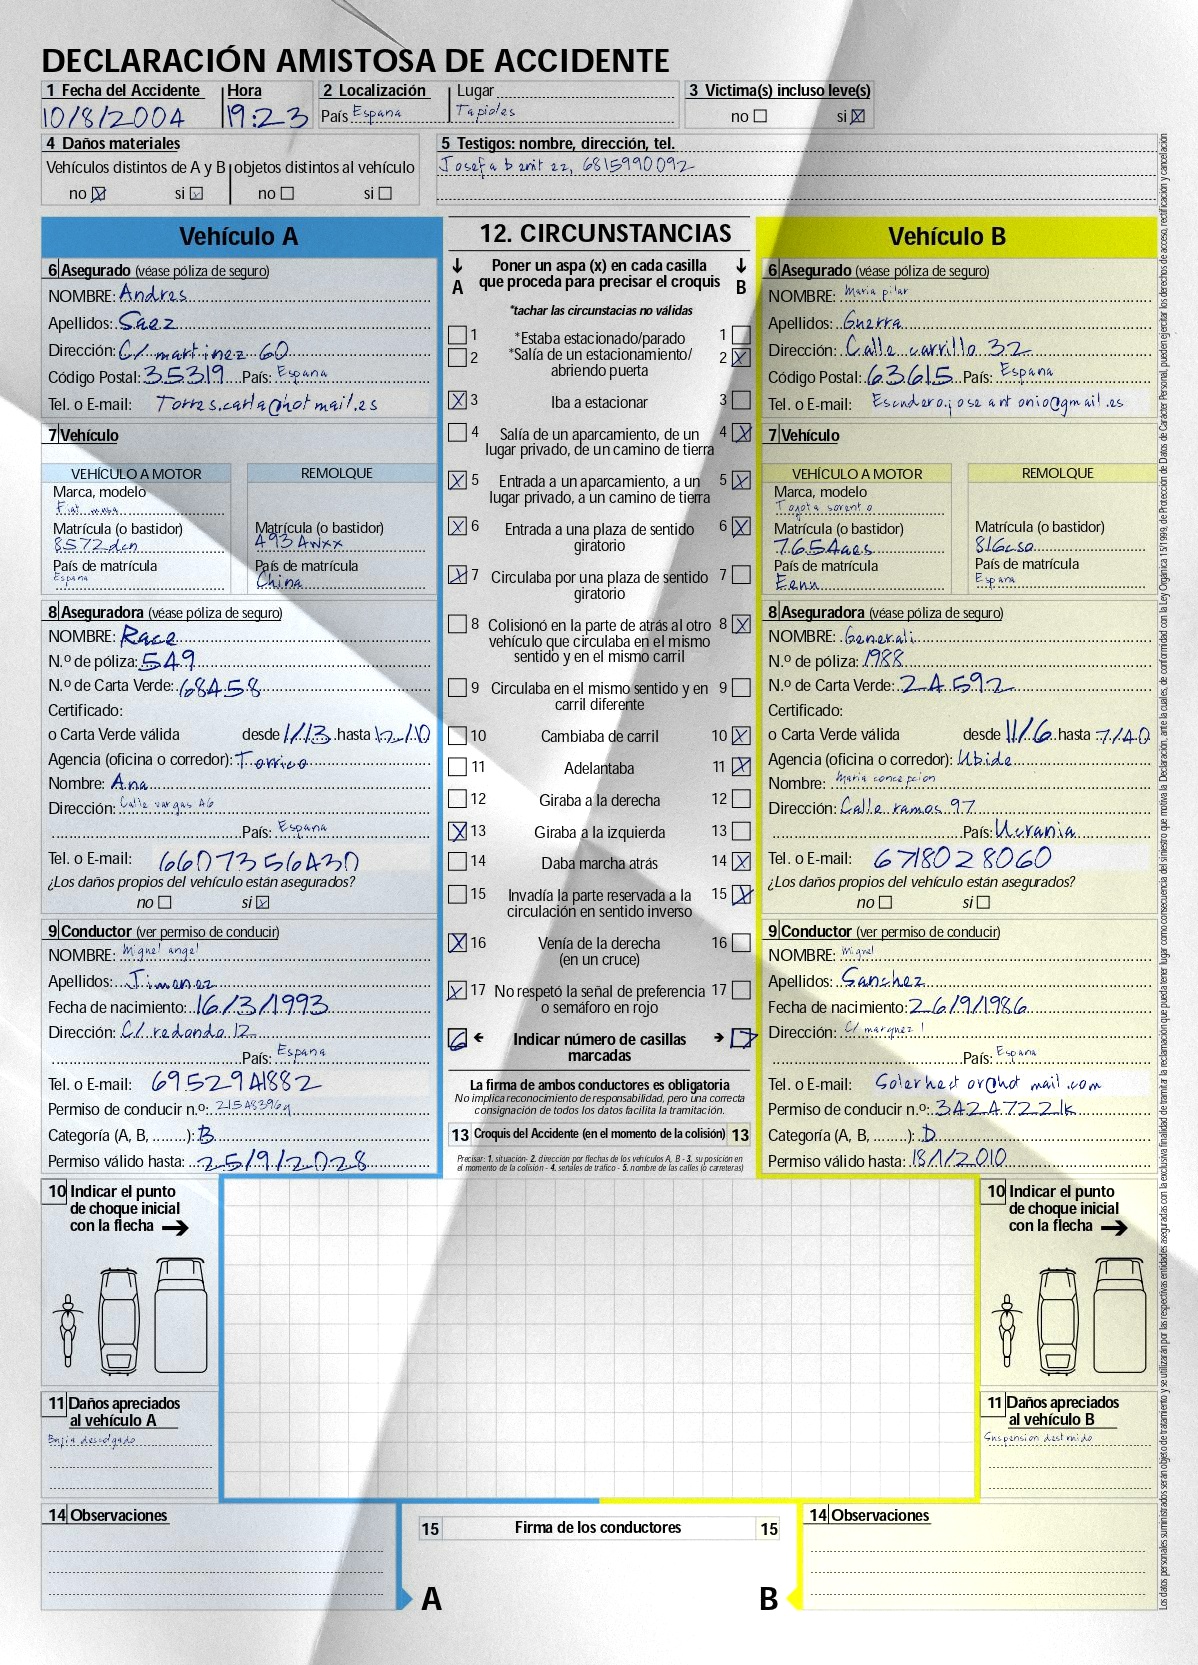 DECLARACIÓN AMISTOSA DE ACCIDENTE
1 Fecha del Accidente Hora 2 Localización Lugar 3 Victima(s) incluso leve(s)
10/8/2004 19:23 País Espana Tapioles no si X
4 Daños materiales
Vehículos distintos de A y B objetos distintos al vehículo
no X si X no si
5 Testigos: nombre, dirección, tel.
Josefa benitez, 6815990092
Vehículo A
6 Asegurado (véase póliza de seguro)
NOMBRE: Andres
Apellidos: Saez
Dirección: C/ martinez 60
Código Postal: 35319 País: Espana
Tel. o E-mail: Torres.carla@hotmail.es
7 Vehículo
VEHÍCULO A MOTOR REMOLQUE
Marca, modelo
Fiat musa
Matrícula (o bastidor) Matrícula (o bastidor)
8572dcn 493Awxx
País de matrícula País de matrícula
Espana China
8 Aseguradora (véase póliza de seguro)
NOMBRE: Race
N.º de póliza: 549
N.º de Carta Verde: 68458
Certificado:
o Carta Verde válida desde 1/13 hasta 12/10
Agencia (oficina o corredor): Torrico
Nombre: Ana
Dirección: Calle vargas 46
País: Espana
Tel. o E-mail: 6607356430
¿Los daños propios del vehículo están asegurados?
no si X
9 Conductor (ver permiso de conducir)
NOMBRE: Miguel angel
Apellidos: Jimenez
Fecha de nacimiento: 16/3/1993
Dirección: C/ redondo 12
País: Espana
Tel. o E-mail: 6952941882
Permiso de conducir n.º: 21548396y
Categoría (A, B, ........): B
Permiso válido hasta: 25/9/2028
12. CIRCUNSTANCIAS
A Poner un aspa (x) en cada casilla que proceda para precisar el croquis B
*tachar las circunstacias no válidas
1 *Estaba estacionado/parado 1
2 *Salía de un estacionamiento/ 2 X
abriendo puerta
X 3 Iba a estacionar 3
4 Salía de un aparcamiento, de un 4 X
lugar privado, de un camino de tierra
X 5 Entrada a un aparcamiento, a un 5 X
lugar privado, a un camino de tierra
X 6 Entrada a una plaza de sentido 6 X
giratorio
X 7 Circulaba por una plaza de sentido 7
giratorio
8 Colisionó en la parte de atrás al otro 8 X
vehículo que circulaba en el mismo
sentido y en el mismo carril
9 Circulaba en el mismo sentido y en 9
carril diferente
10 Cambiaba de carril 10 X
11 Adelantaba 11 X
12 Giraba a la derecha 12
X 13 Giraba a la izquierda 13
14 Daba marcha atrás 14 X
15 Invadía la parte reservada a la 15 X
circulación en sentido inverso
X 16 Venía de la derecha 16
(en un cruce)
X 17 No respetó la señal de preferencia 17
o semáforo en rojo
6 Indicar número de casillas 7
marcadas
La firma de ambos conductores es obligatoria
No implica reconocimiento de responsabilidad, pero una correcta
consignación de todos los datos facilita la tramitación.
13 Croquis del Accidente (en el momento de la colisión) 13
Precisar: 1. situación- 2. dirección por flechas de los vehículos A, B - 3. su posición en
el momento de la colisión - 4. señales de tráfico - 5. nombre de las calles (o carreteras)
Vehículo B
6 Asegurado (véase póliza de seguro)
NOMBRE: Maria pilar
Apellidos: Guerra
Dirección: Calle carrillo 32
Código Postal: 63615 País: Espana
Tel. o E-mail: Escudero.jose antonio@gmail.es
7 Vehículo
VEHÍCULO A MOTOR REMOLQUE
Marca, modelo
Toyota sorento
Matrícula (o bastidor) Matrícula (o bastidor)
7654aes 816cso
País de matrícula País de matrícula
Eenn Espana
8 Aseguradora (véase póliza de seguro)
NOMBRE: Generali
N.º de póliza: 1988
N.º de Carta Verde: 24592
Certificado:
o Carta Verde válida desde 11/6 hasta 7/40
Agencia (oficina o corredor): Ubide
Nombre: Maria concepcion
Dirección: Calle ramos 97
País: Ucrania
Tel. o E-mail: 6718028060
¿Los daños propios del vehículo están asegurados?
no si
9 Conductor (ver permiso de conducir)
NOMBRE: Miguel
Apellidos: Sanchez
Fecha de nacimiento: 26/9/1986
Dirección: C/ marquez 1
País: Espana
Tel. o E-mail: Solerhector@hotmail.com
Permiso de conducir n.º: 34247221k
Categoría (A, B, ........): D
Permiso válido hasta: 18/1/2010
10 Indicar el punto
de choque inicial
con la flecha
11 Daños apreciados
al vehículo A
Bujia descolgado
10 Indicar el punto
de choque inicial
con la flecha
11 Daños apreciados
al vehículo B
Suspension destruido
14 Observaciones
15 Firma de los conductores 15
14 Observaciones
A B
Los datos personales suministrados serán objeto de tratamiento y se utilizarán por las respectivas entidades aseguradas con la exclusiva finalidad de tramitar la reclamación que pueda tener lugar como consecuencia del siniestro que motiva la Declaración, ante la cuales, de conformidad con la Ley Orgánica 15/1999, de Protección de Datos de Carácter Personal, pueden ejercitar los derechos de acceso, rectificación y cancelación